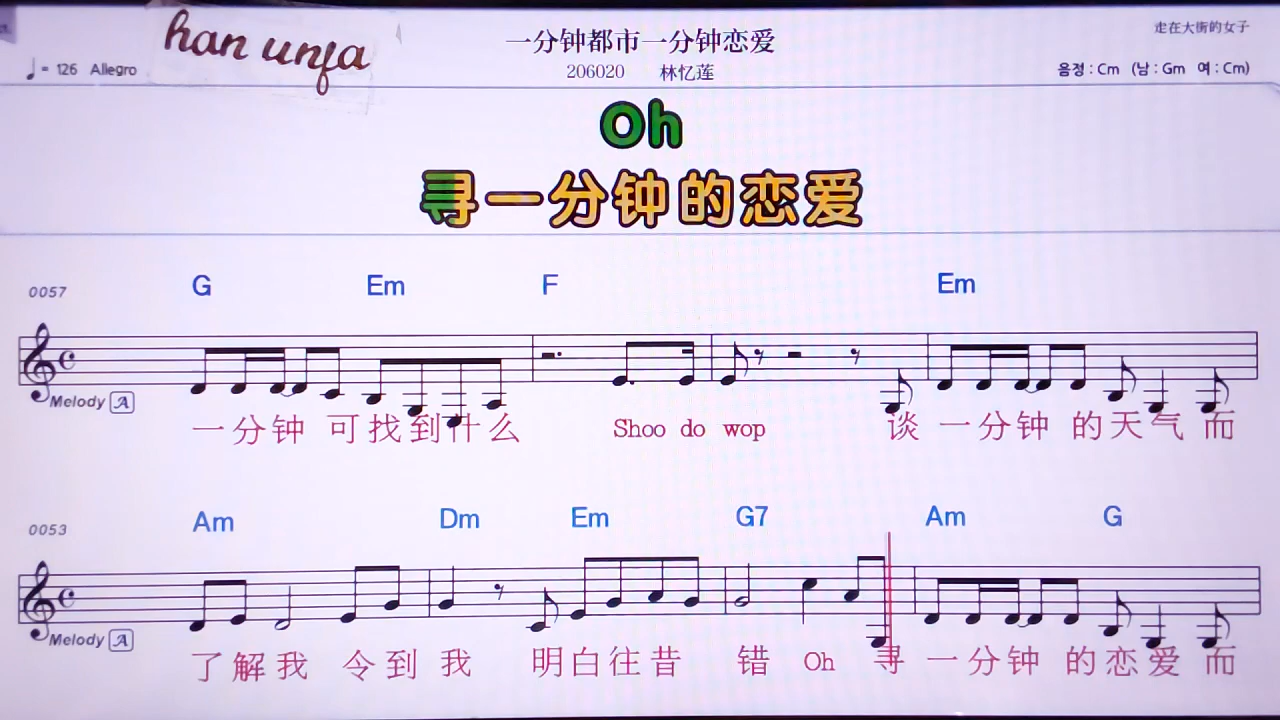 han unfa
一分钟都市一分钟恋爱
走在大街的女子
= 126 Allegro
206020 林忆莲
음정 : Cm (남 : Gm 여 : Cm)
Oh
寻一分钟的恋爱
0057
G Em F Em
Melody A
一分钟 可找到什么 Shoo do wop 谈 一分钟 的天气 而
0053
Am Dm Em G7 Am G
Melody A
了解我 令到我 明白往昔 错 Oh 寻 一分钟 的恋爱 而